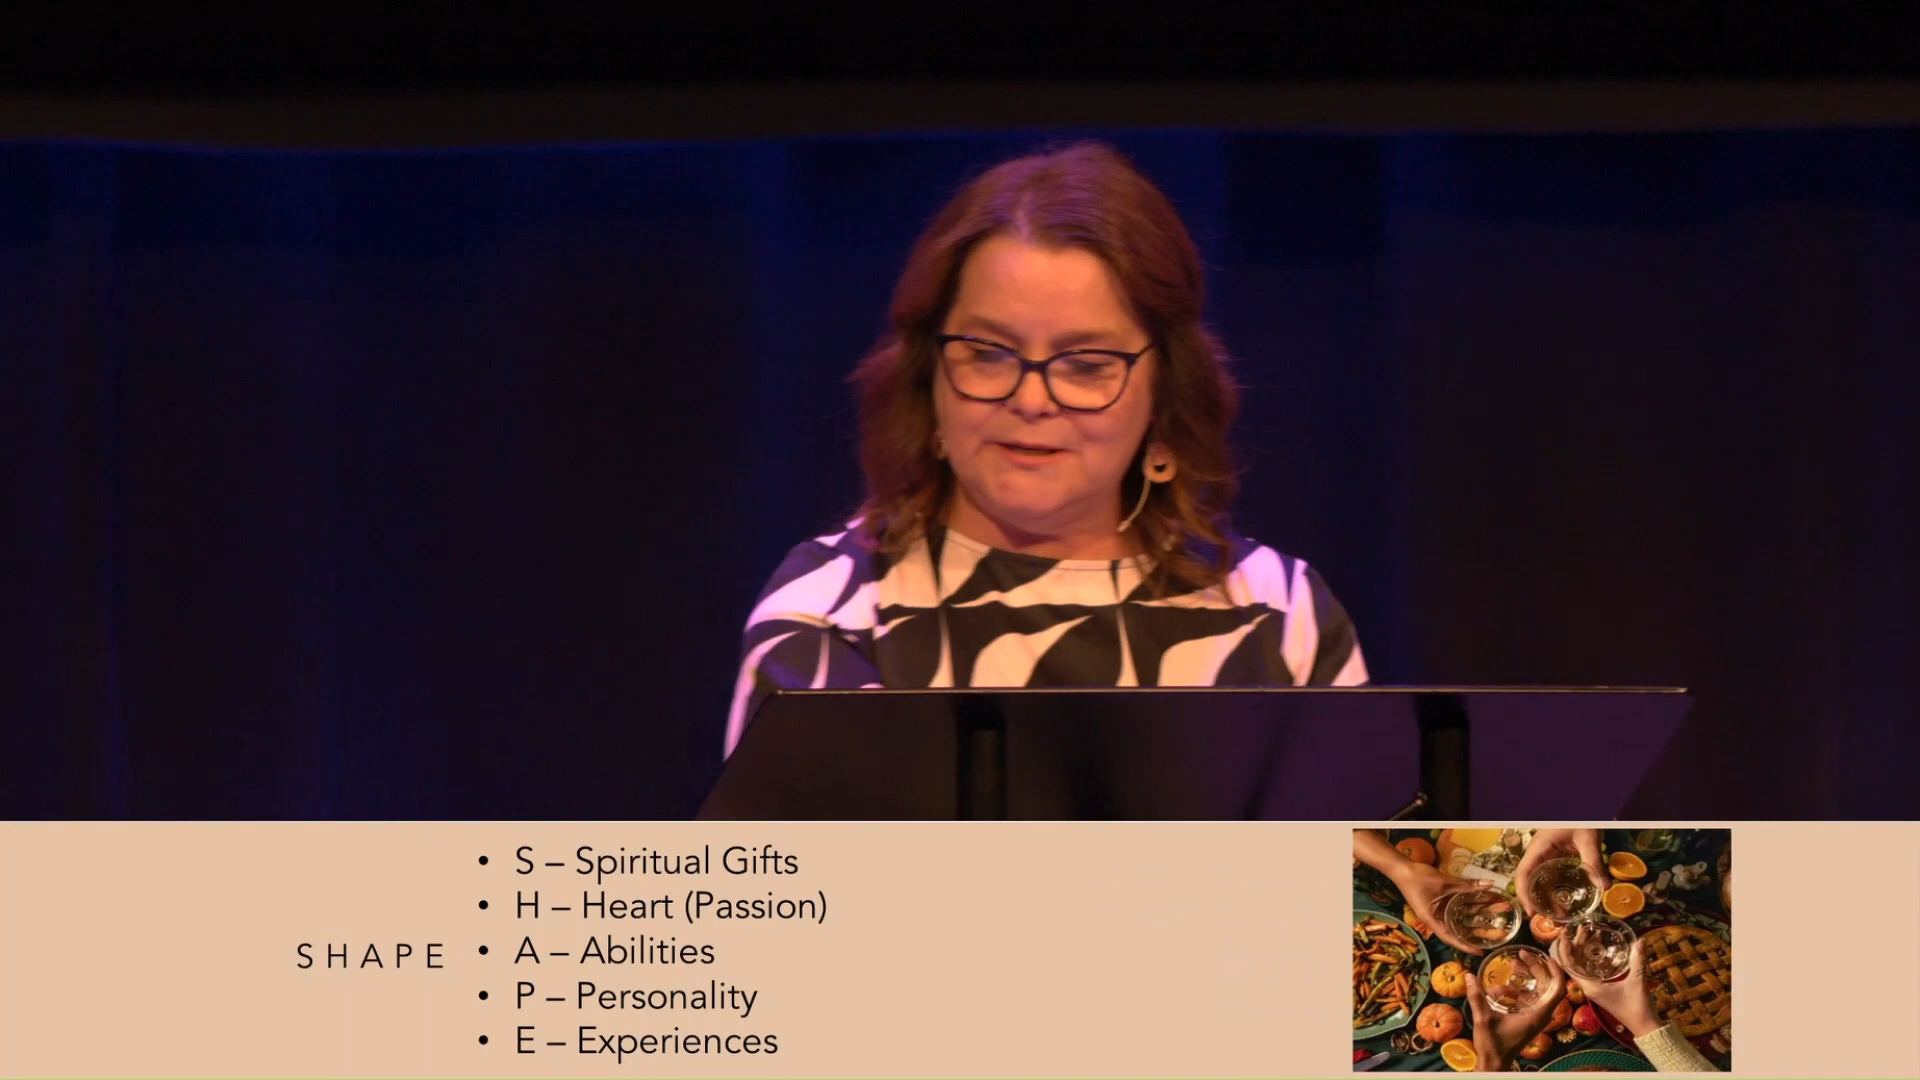 SHAPE
• S – Spiritual Gifts
• H – Heart (Passion)
• A – Abilities
• P – Personality
• E – Experiences